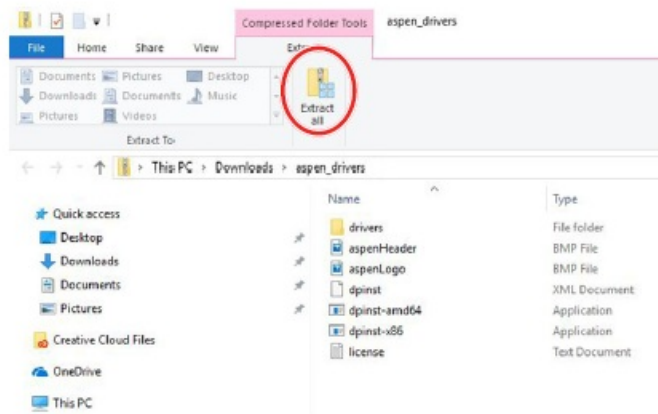 Compressed Folder Tools aspen_drivers
File Home Share View Extract
Documents Pictures Desktop
Downloads Documents Music
Pictures Videos
Extract all
Extract To
This PC > Downloads > aspen_drivers
Name Type
Quick access
Desktop
Downloads
Documents
Pictures
Creative Cloud Files
OneDrive
This PC
drivers File folder
aspenHeader BMP File
aspenLogo BMP File
dpinst XML Document
dpinst-amd64 Application
dpinst-x86 Application
license Text Document